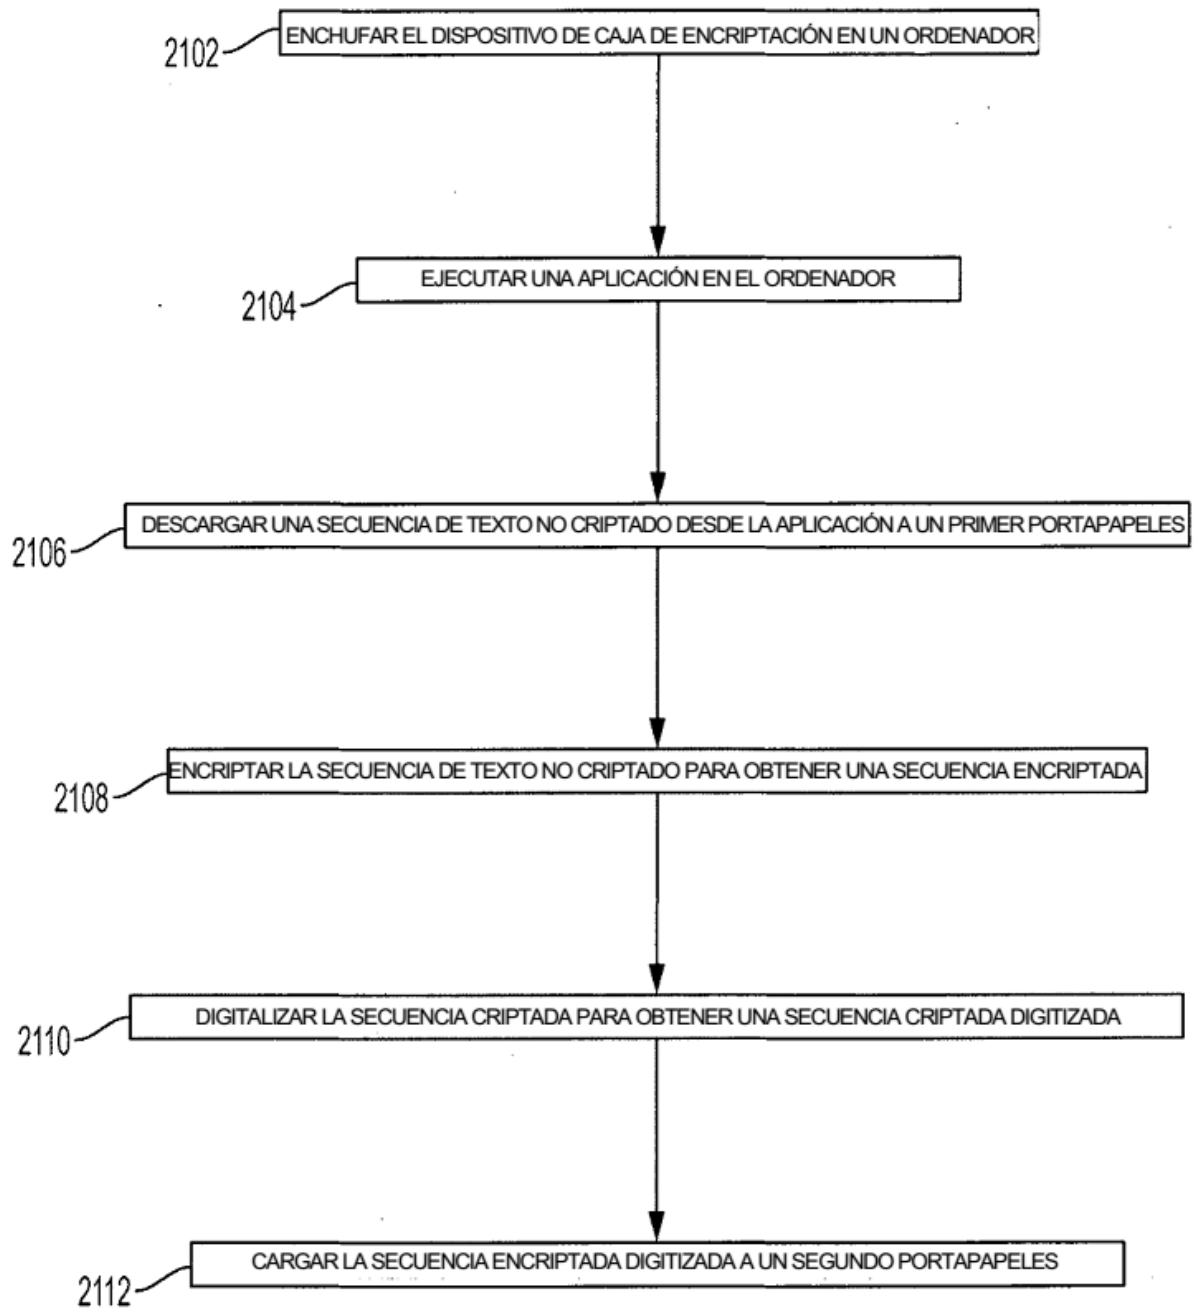 2102
ENCHUFAR EL DISPOSITIVO DE CAJA DE ENCRIPTACIÓN EN UN ORDENADOR
2104
EJECUTAR UNA APLICACIÓN EN EL ORDENADOR
2106
DESCARGAR UNA SECUENCIA DE TEXTO NO CRIPTADO DESDE LA APLICACIÓN A UN PRIMER PORTAPAPELES
2108
ENCRIPTAR LA SECUENCIA DE TEXTO NO CRIPTADO PARA OBTENER UNA SECUENCIA ENCRIPTADA
2110
DIGITALIZAR LA SECUENCIA CRIPTADA PARA OBTENER UNA SECUENCIA CRIPTADA DIGITIZADA
2112
CARGAR LA SECUENCIA ENCRIPTADA DIGITIZADA A UN SEGUNDO PORTAPAPELES